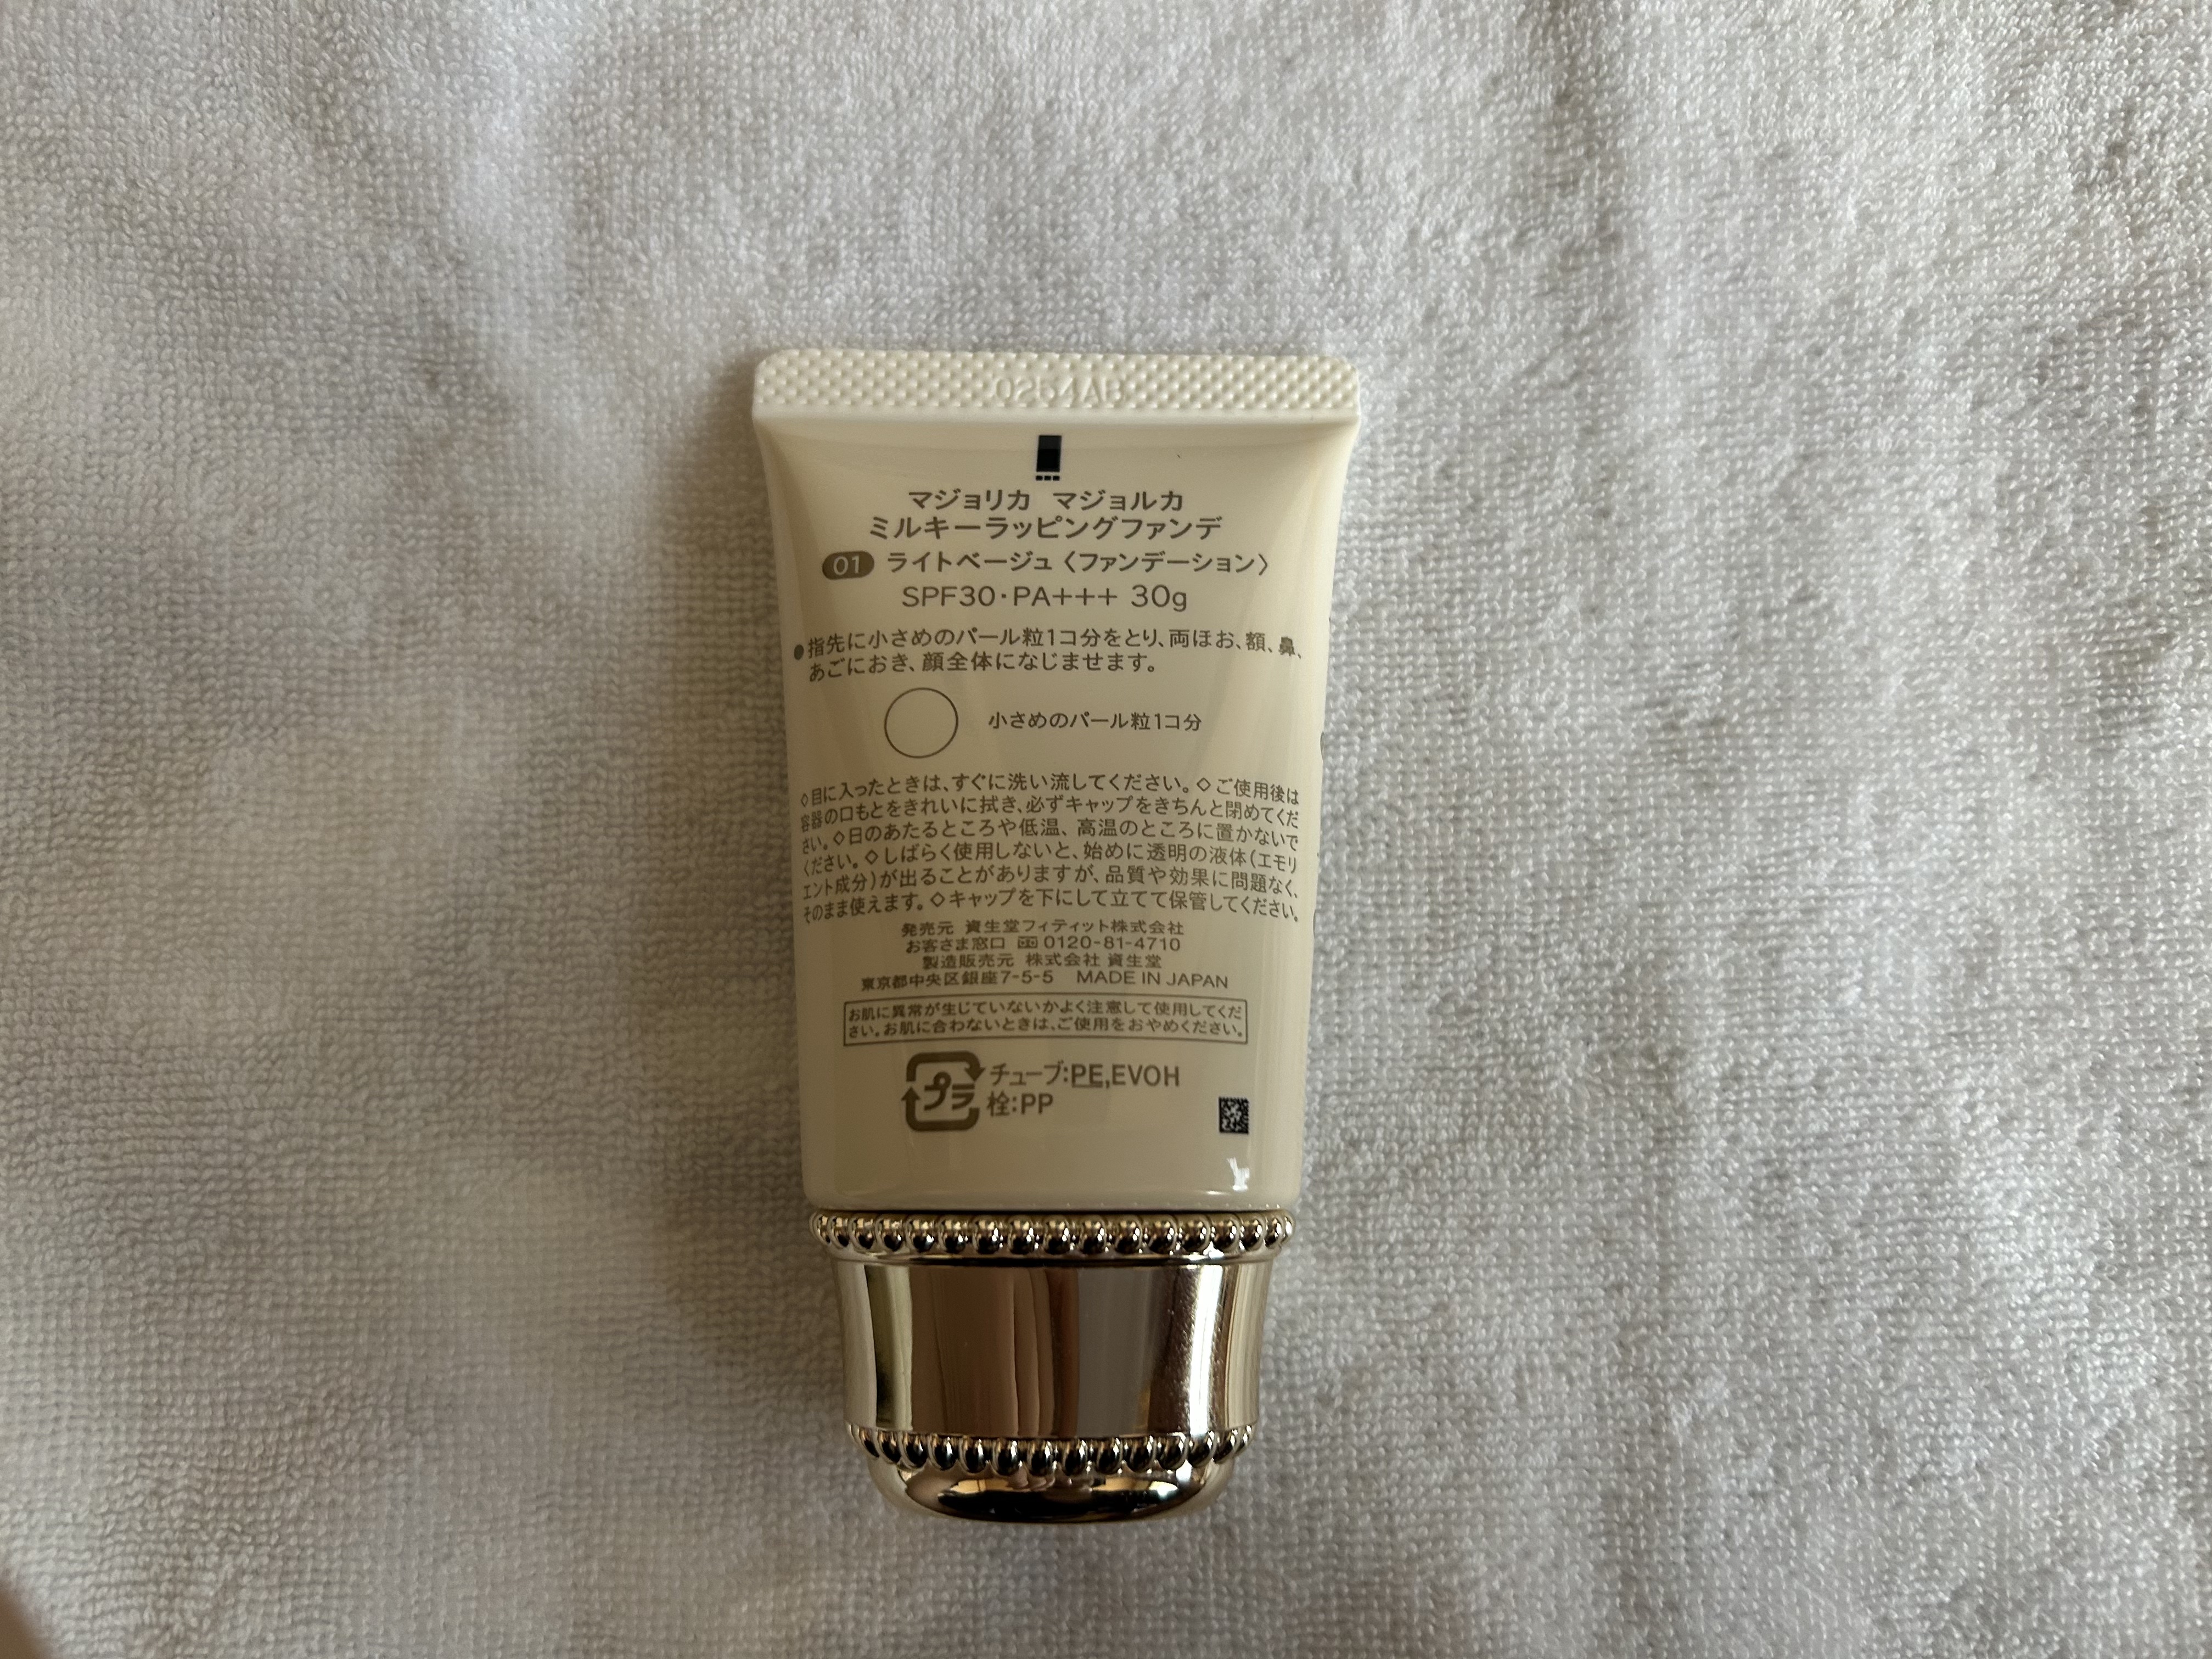 0254AB
マジョリカ マジョルカ
ミルキーラッピングファンデ
01 ライトベージュ〈ファンデーション〉
SPF30・PA+++ 30g
●指先に小さめのパール粒1コ分をとり、両ほお、額、鼻、
あごにおき、顔全体になじませます。
小さめのパール粒1コ分
◇目に入ったときは、すぐに洗い流してください。◇ご使用後は
容器の口もとをきれいに拭き、必ずキャップをきちんと閉めてくだ
さい。◇日のあたるところや低温、高温のところに置かないで
ください。◇しばらく使用しないと、始めに透明の液体(エモリ
エント成分)が出ることがありますが、品質や効果に問題なく、
そのまま使えます。◇キャップを下にして立てて保管してください。
発売元 資生堂フィティット株式会社
お客さま窓口 0120-81-4710
製造販売元 株式会社 資生堂
東京都中央区銀座7-5-5 MADE IN JAPAN
お肌に異常が生じていないかよく注意して使用してくだ
さい。お肌に合わないときは、ご使用をおやめください。
プラ チューブ:PE,EVOH
栓:PP